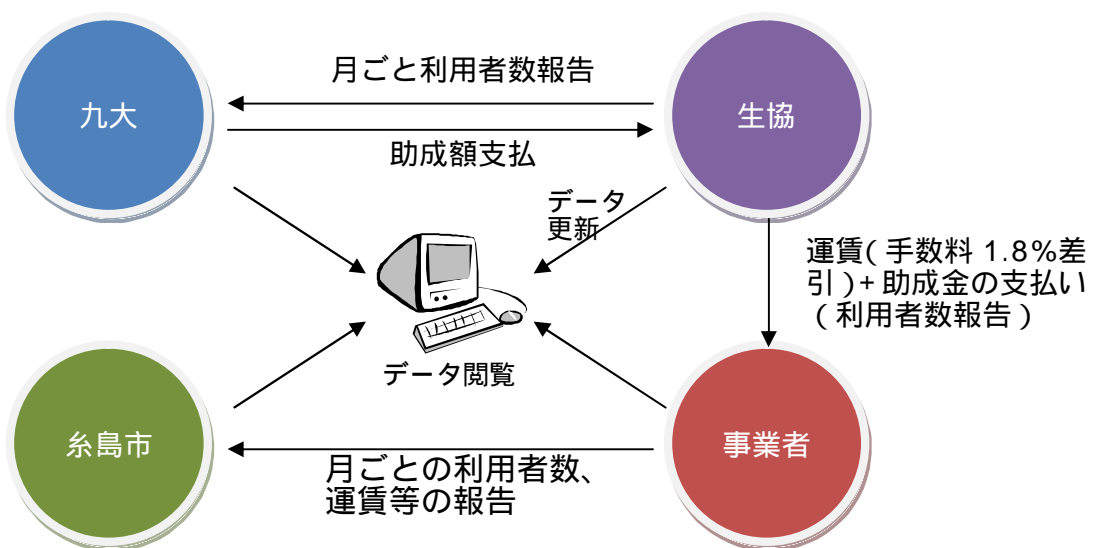 月ごと利用者数報告
九大
生協
助成額支払
データ
更新
運賃(手数料 1.8%差
引)+助成金の支払い
(利用者数報告)
データ閲覧
糸島市
事業者
月ごとの利用者数、
運賃等の報告